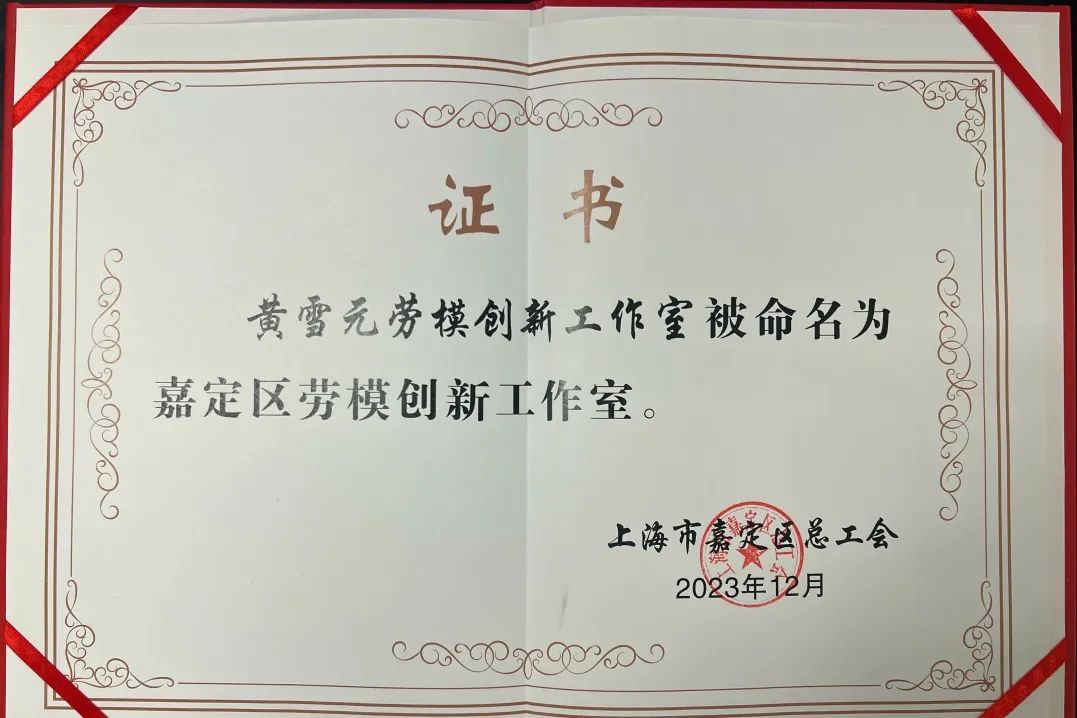 证书
黄雪元劳模创新工作室被命名为
嘉定区劳模创新工作室。
上海市嘉定区总工会
2023年12月